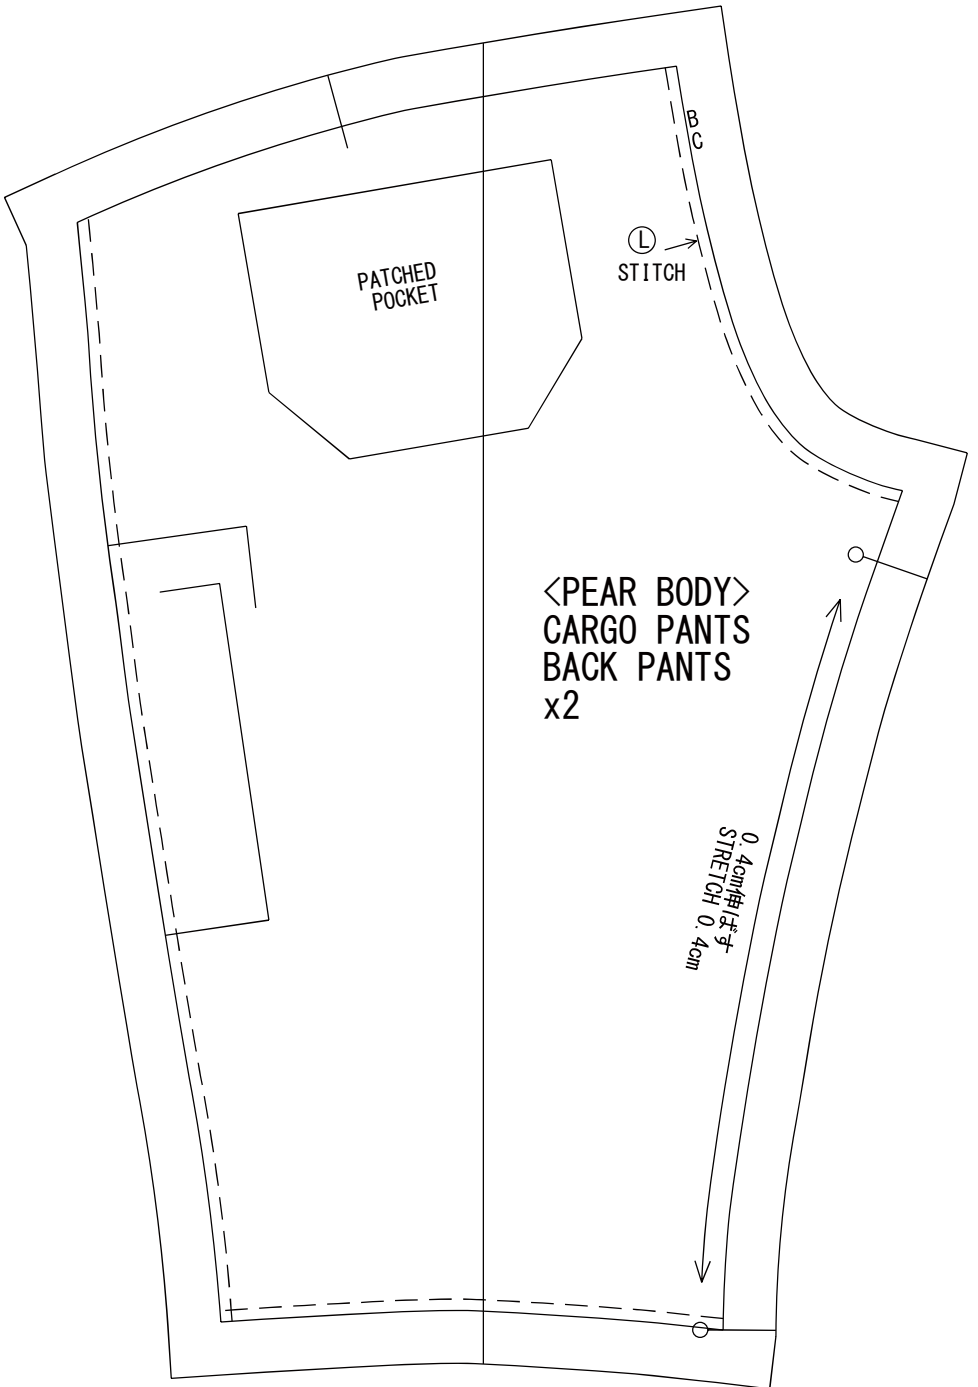 B
C
L
STITCH
PATCHED
POCKET
<PEAR BODY>
CARGO PANTS
BACK PANTS
x2
0.4cm伸ばす
STRETCH 0.4cm